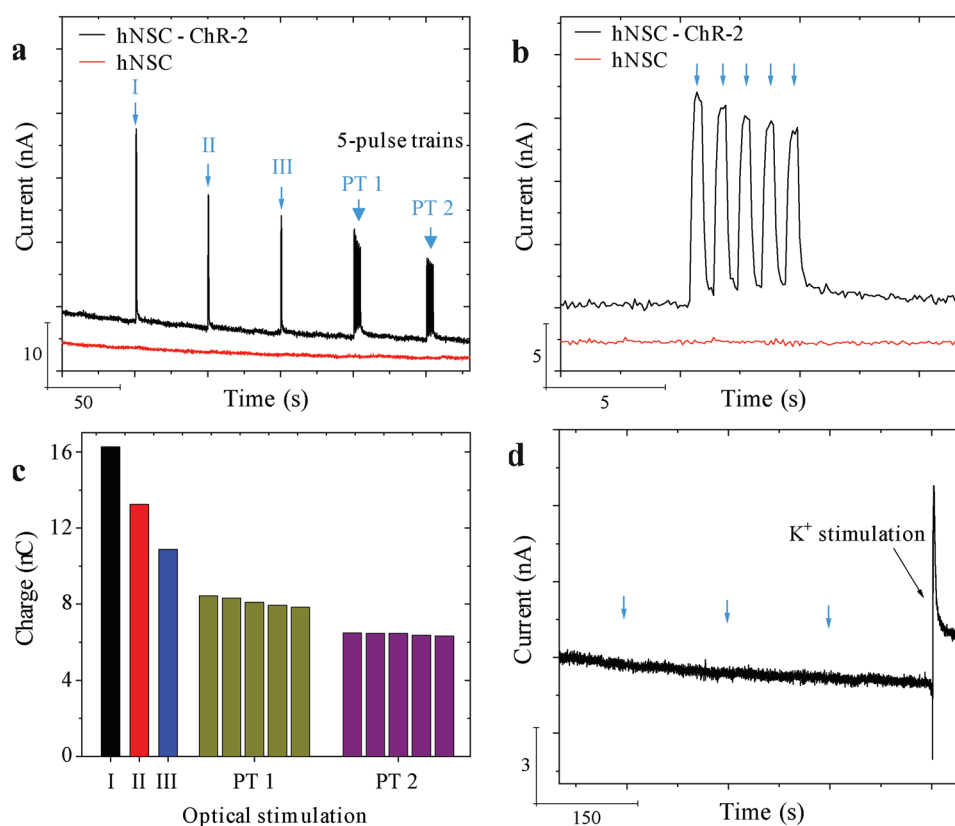 a
hNSC - ChR-2
hNSC
I
II
III
5-pulse trains
PT 1
PT 2
Current (nA)
10
50
Time (s)
b
hNSC - ChR-2
hNSC
Current (nA)
5
5
Time (s)
c
16
12
8
4
0
Charge (nC)
I
II
III
PT 1
PT 2
Optical stimulation
d
K⁺ stimulation
Current (nA)
3
150
Time (s)